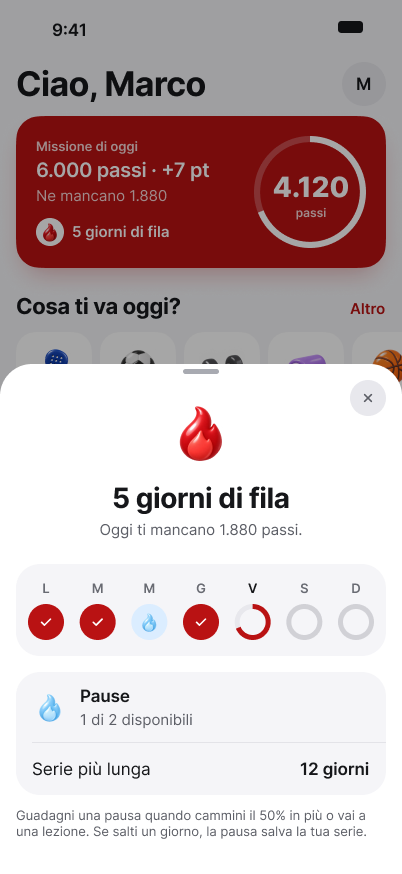 9:41
Ciao, Marco
M
Missione di oggi
6.000 passi · +7 pt
Ne mancano 1.880
5 giorni di fila
4.120
passi
Cosa ti va oggi?
Altro
5 giorni di fila
Oggi ti mancano 1.880 passi.
L M M G V S D
Pause
1 di 2 disponibili
Serie più lunga 12 giorni
Guadagni una pausa quando cammini il 50% in più o vai a
una lezione. Se salti un giorno, la pausa salva la tua serie.